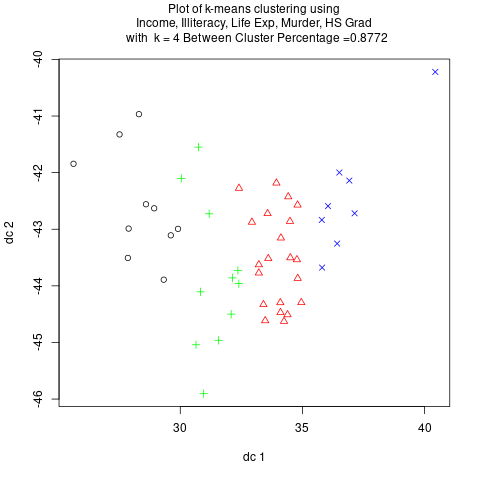 Plot of k-means clustering using
Income, Illiteracy, Life Exp, Murder, HS Grad
with k = 4 Between Cluster Percentage =0.8772
-40
-41
-42
-43
-44
-45
-46
dc 2
30
35
40
dc 1